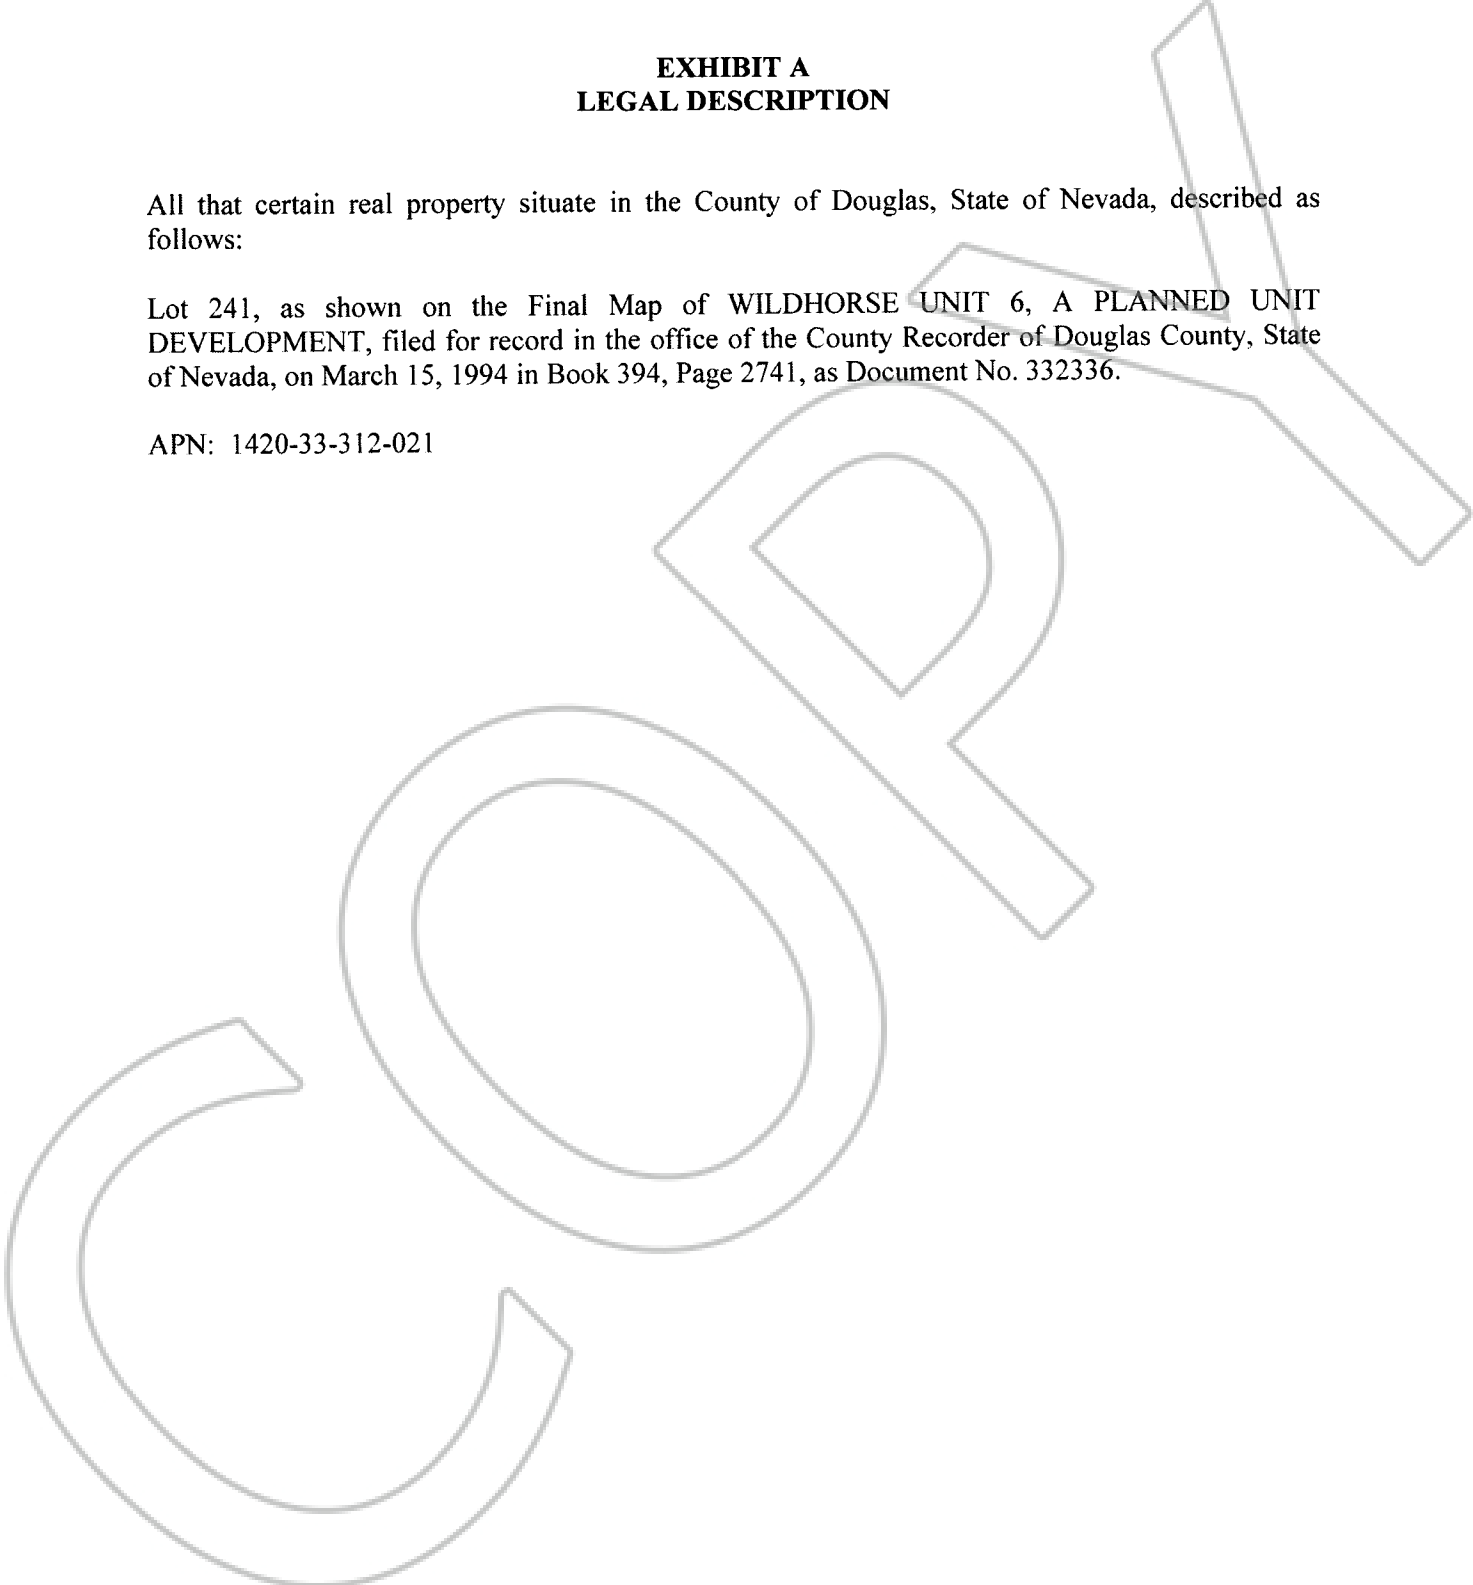 EXHIBIT A
LEGAL DESCRIPTION
All that certain real property situate in the County of Douglas, State of Nevada, described as
follows:
Lot 241, as shown on the Final Map of WILDHORSE UNIT 6, A PLANNED UNIT
DEVELOPMENT, filed for record in the office of the County Recorder of Douglas County, State
of Nevada, on March 15, 1994 in Book 394, Page 2741, as Document No. 332336.
APN: 1420-33-312-021
COPY